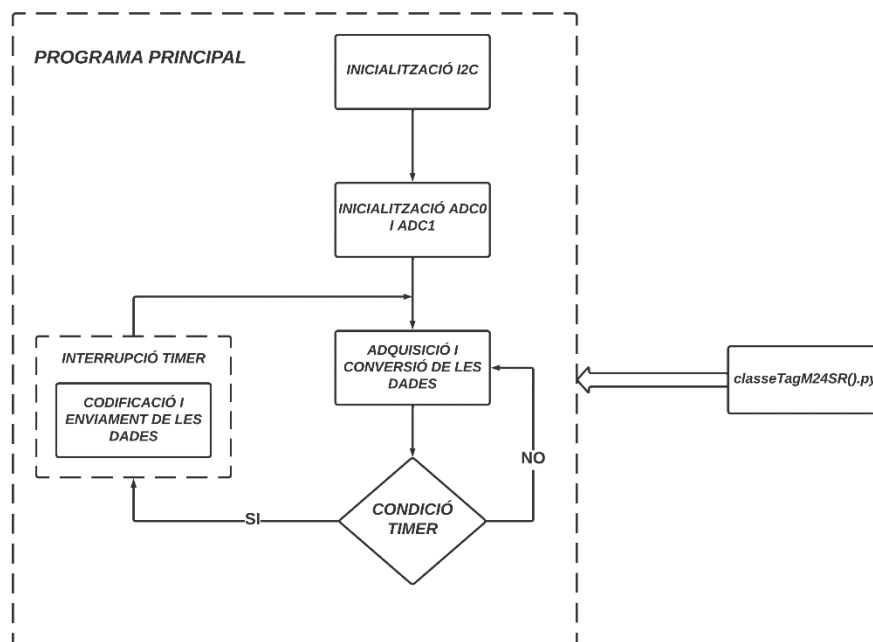 PROGRAMA PRINCIPAL
INICIALITZACIÓ I2C
INICIALITZACIÓ ADC0
I ADC1
ADQUISICIÓ I
CONVERSIÓ DE LES
DADES
INTERRUPCIÓ TIMER
CODIFICACIÓ I
ENVIAMENT DE LES
DADES
CONDICIÓ
TIMER
SI
NO
classeTagM24SR().py